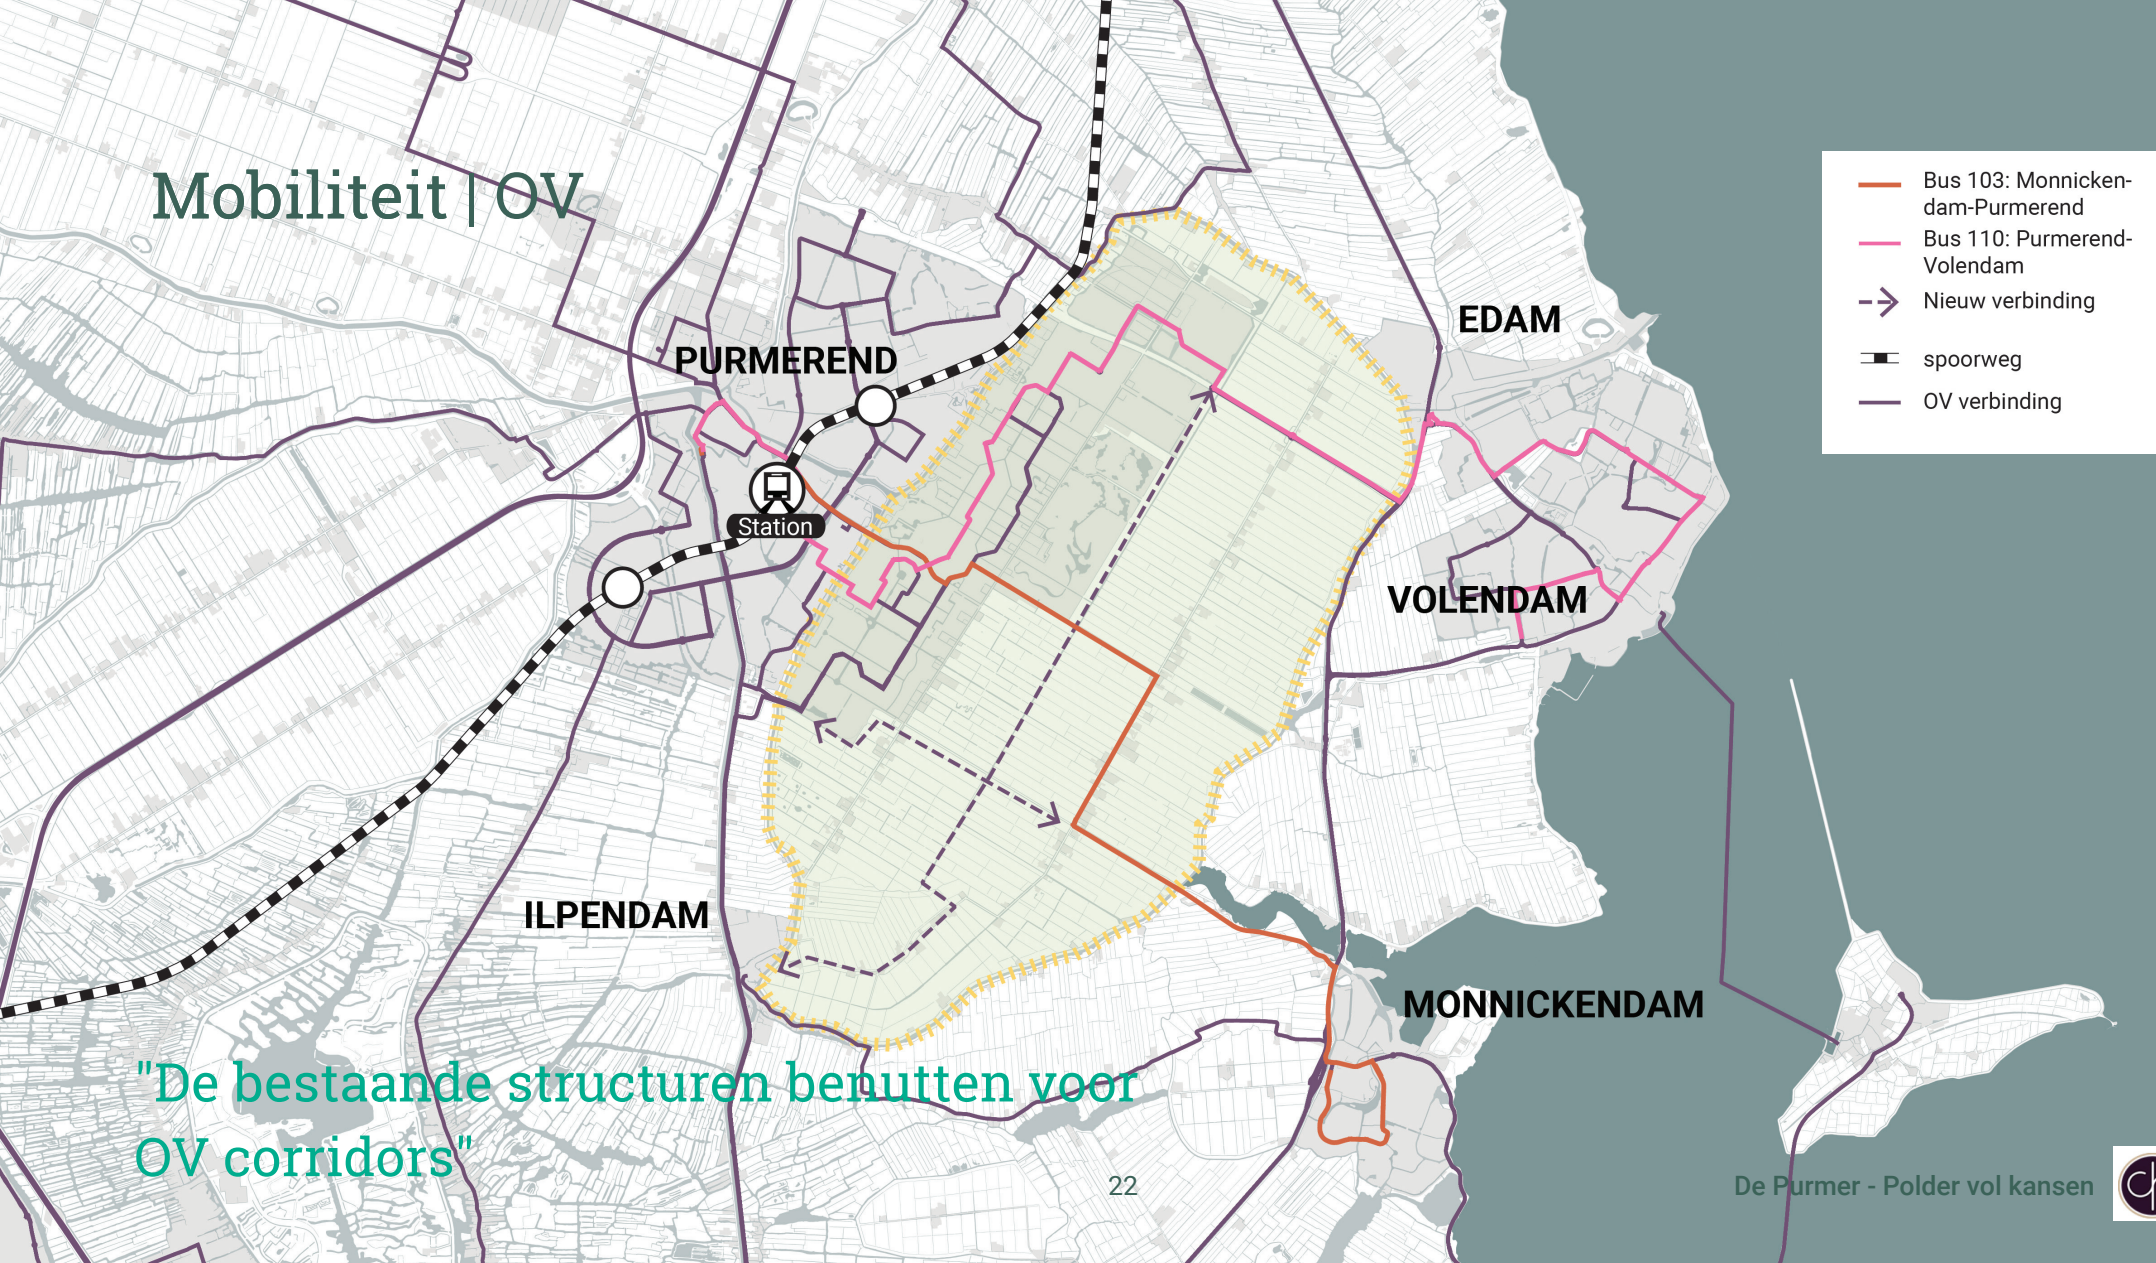 Mobiliteit | OV
Bus 103: Monnicken-
dam-Purmerend
Bus 110: Purmerend-
Volendam
Nieuw verbinding
spoorweg
OV verbinding
EDAM
PURMEREND
Station
VOLENDAM
ILPENDAM
MONNICKENDAM
"De bestaande structuren benutten voor
OV corridors"
22
De Purmer - Polder vol kansen